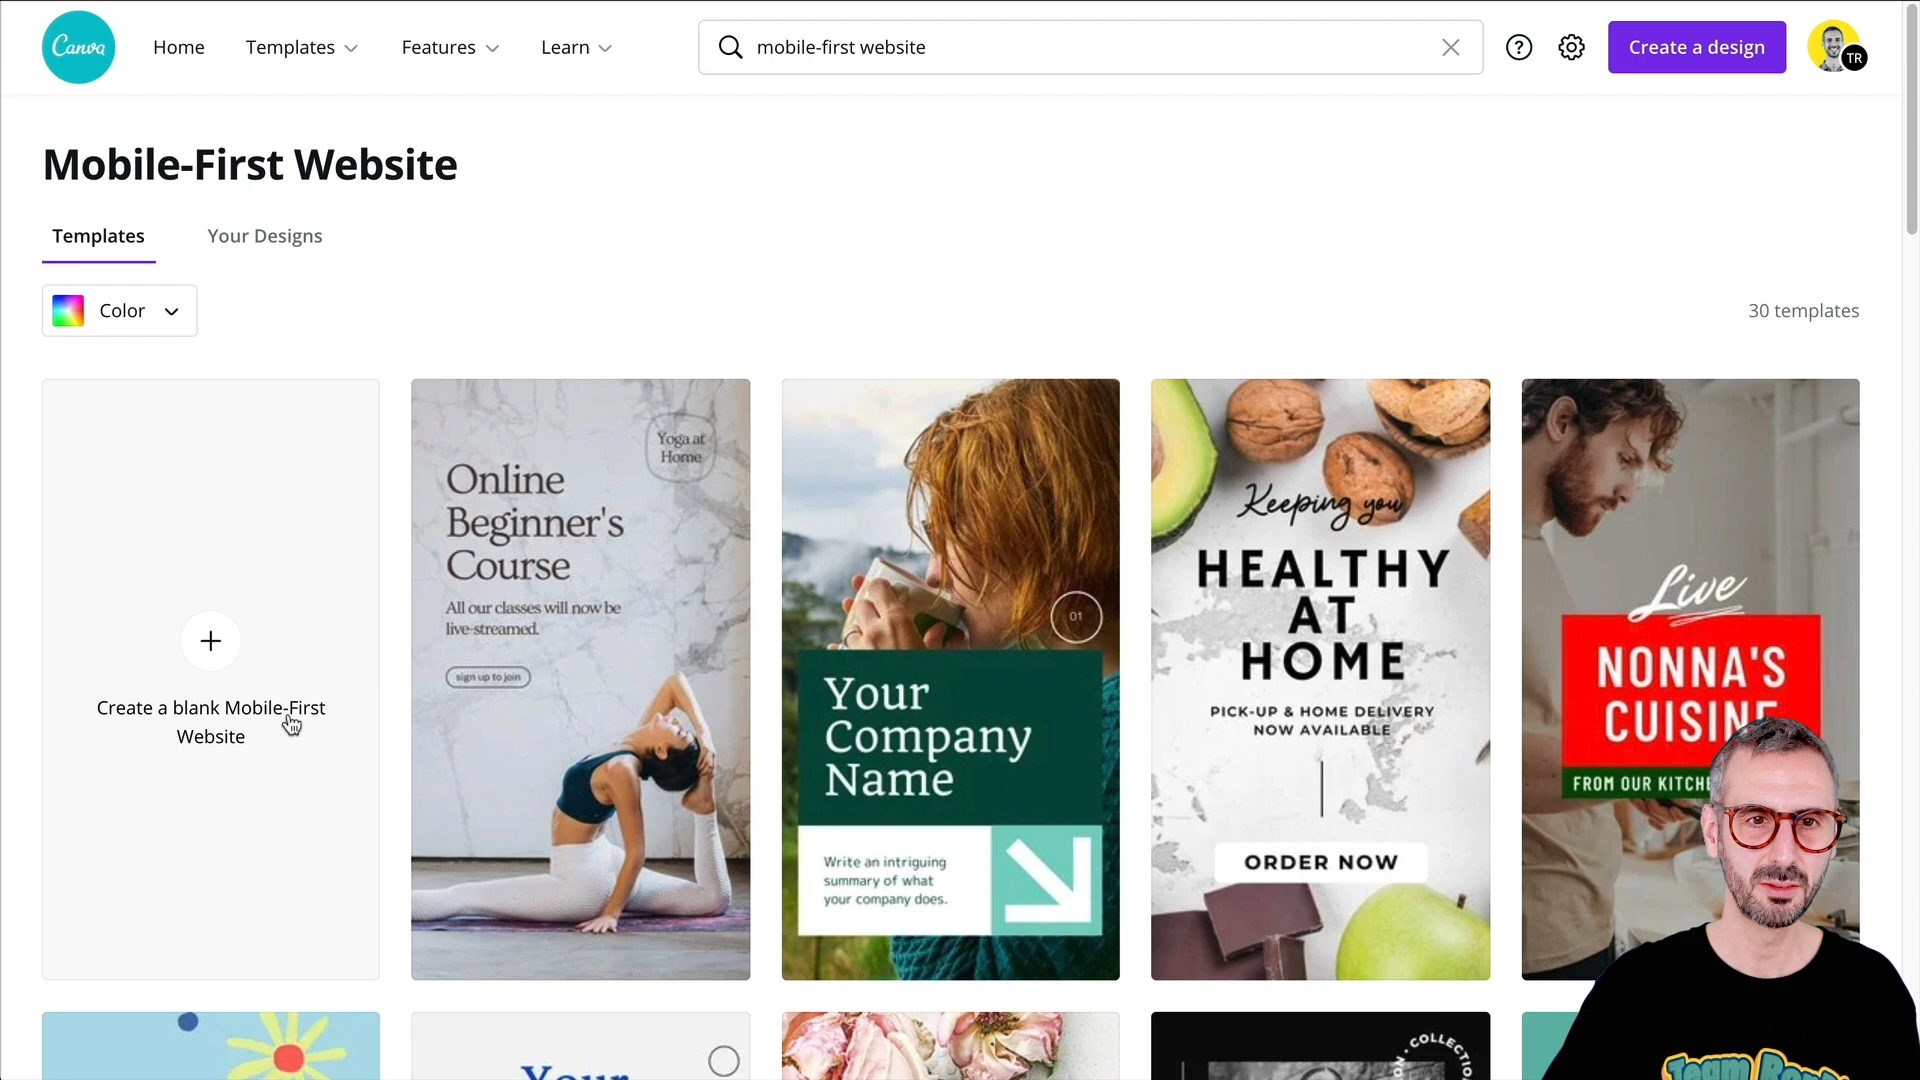 Canva
Home
Templates
Features
Learn
mobile-first website
Create a design
TR
Mobile-First Website
Templates
Your Designs
Color
30 templates
Create a blank Mobile-First
Website
Yoga at
Home
Online
Beginner's
Course
All our classes will now be
live-streamed.
sign up to join
01
Your
Company
Name
Write an intriguing
summary of what
your company does.
Keeping you
HEALTHY
AT
HOME
PICK-UP & HOME DELIVERY
NOW AVAILABLE
ORDER NOW
Live
NONNA'S
CUISINE
FROM OUR
Your
Team